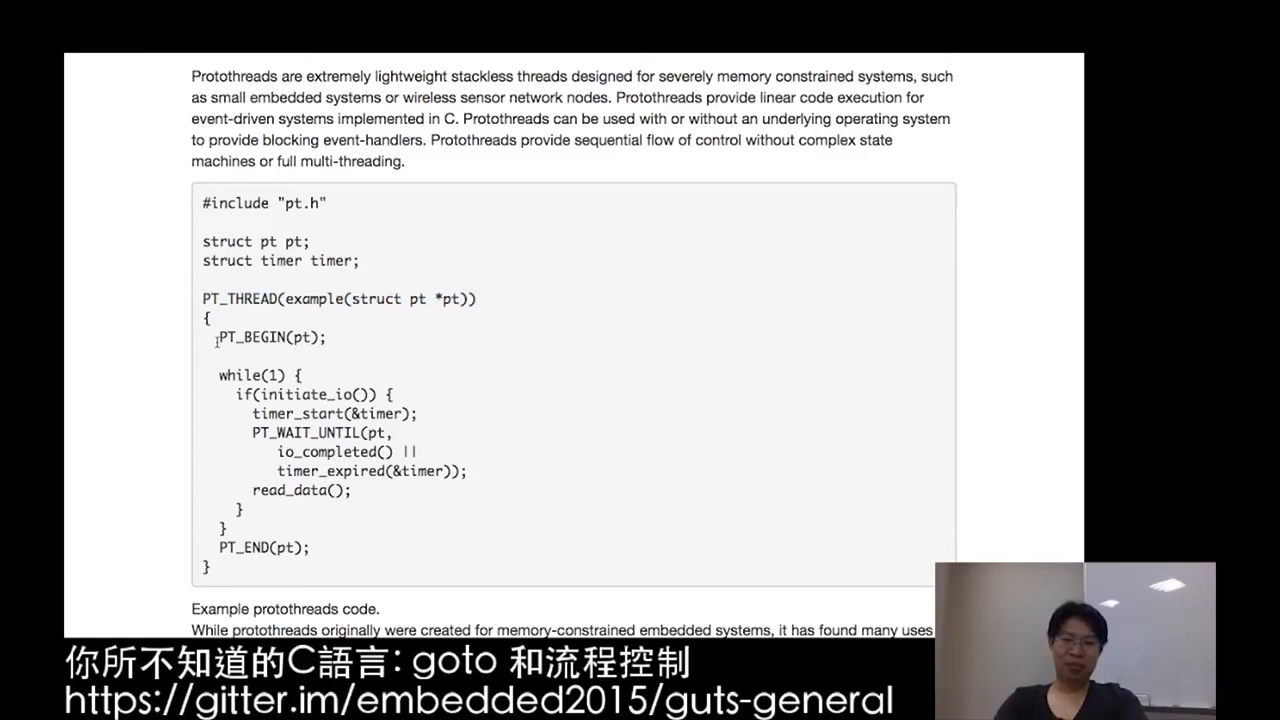 Protothreads are extremely lightweight stackless threads designed for severely memory constrained systems, such
as small embedded systems or wireless sensor network nodes. Protothreads provide linear code execution for
event-driven systems implemented in C. Protothreads can be used with or without an underlying operating system
to provide blocking event-handlers. Protothreads provide sequential flow of control without complex state
machines or full multi-threading.
#include "pt.h"
struct pt pt;
struct timer timer;
PT_THREAD(example(struct pt *pt))
{
PT_BEGIN(pt);
while(1) {
if(initiate_io()) {
timer_start(&timer);
PT_WAIT_UNTIL(pt,
io_completed() ||
timer_expired(&timer));
read_data();
}
}
PT_END(pt);
}
Example protothreads code.
While protothreads originally were created for memory-constrained embedded systems, it has found many uses
你所不知道的C語言: goto 和流程控制
https://gitter.im/embedded2015/guts-general